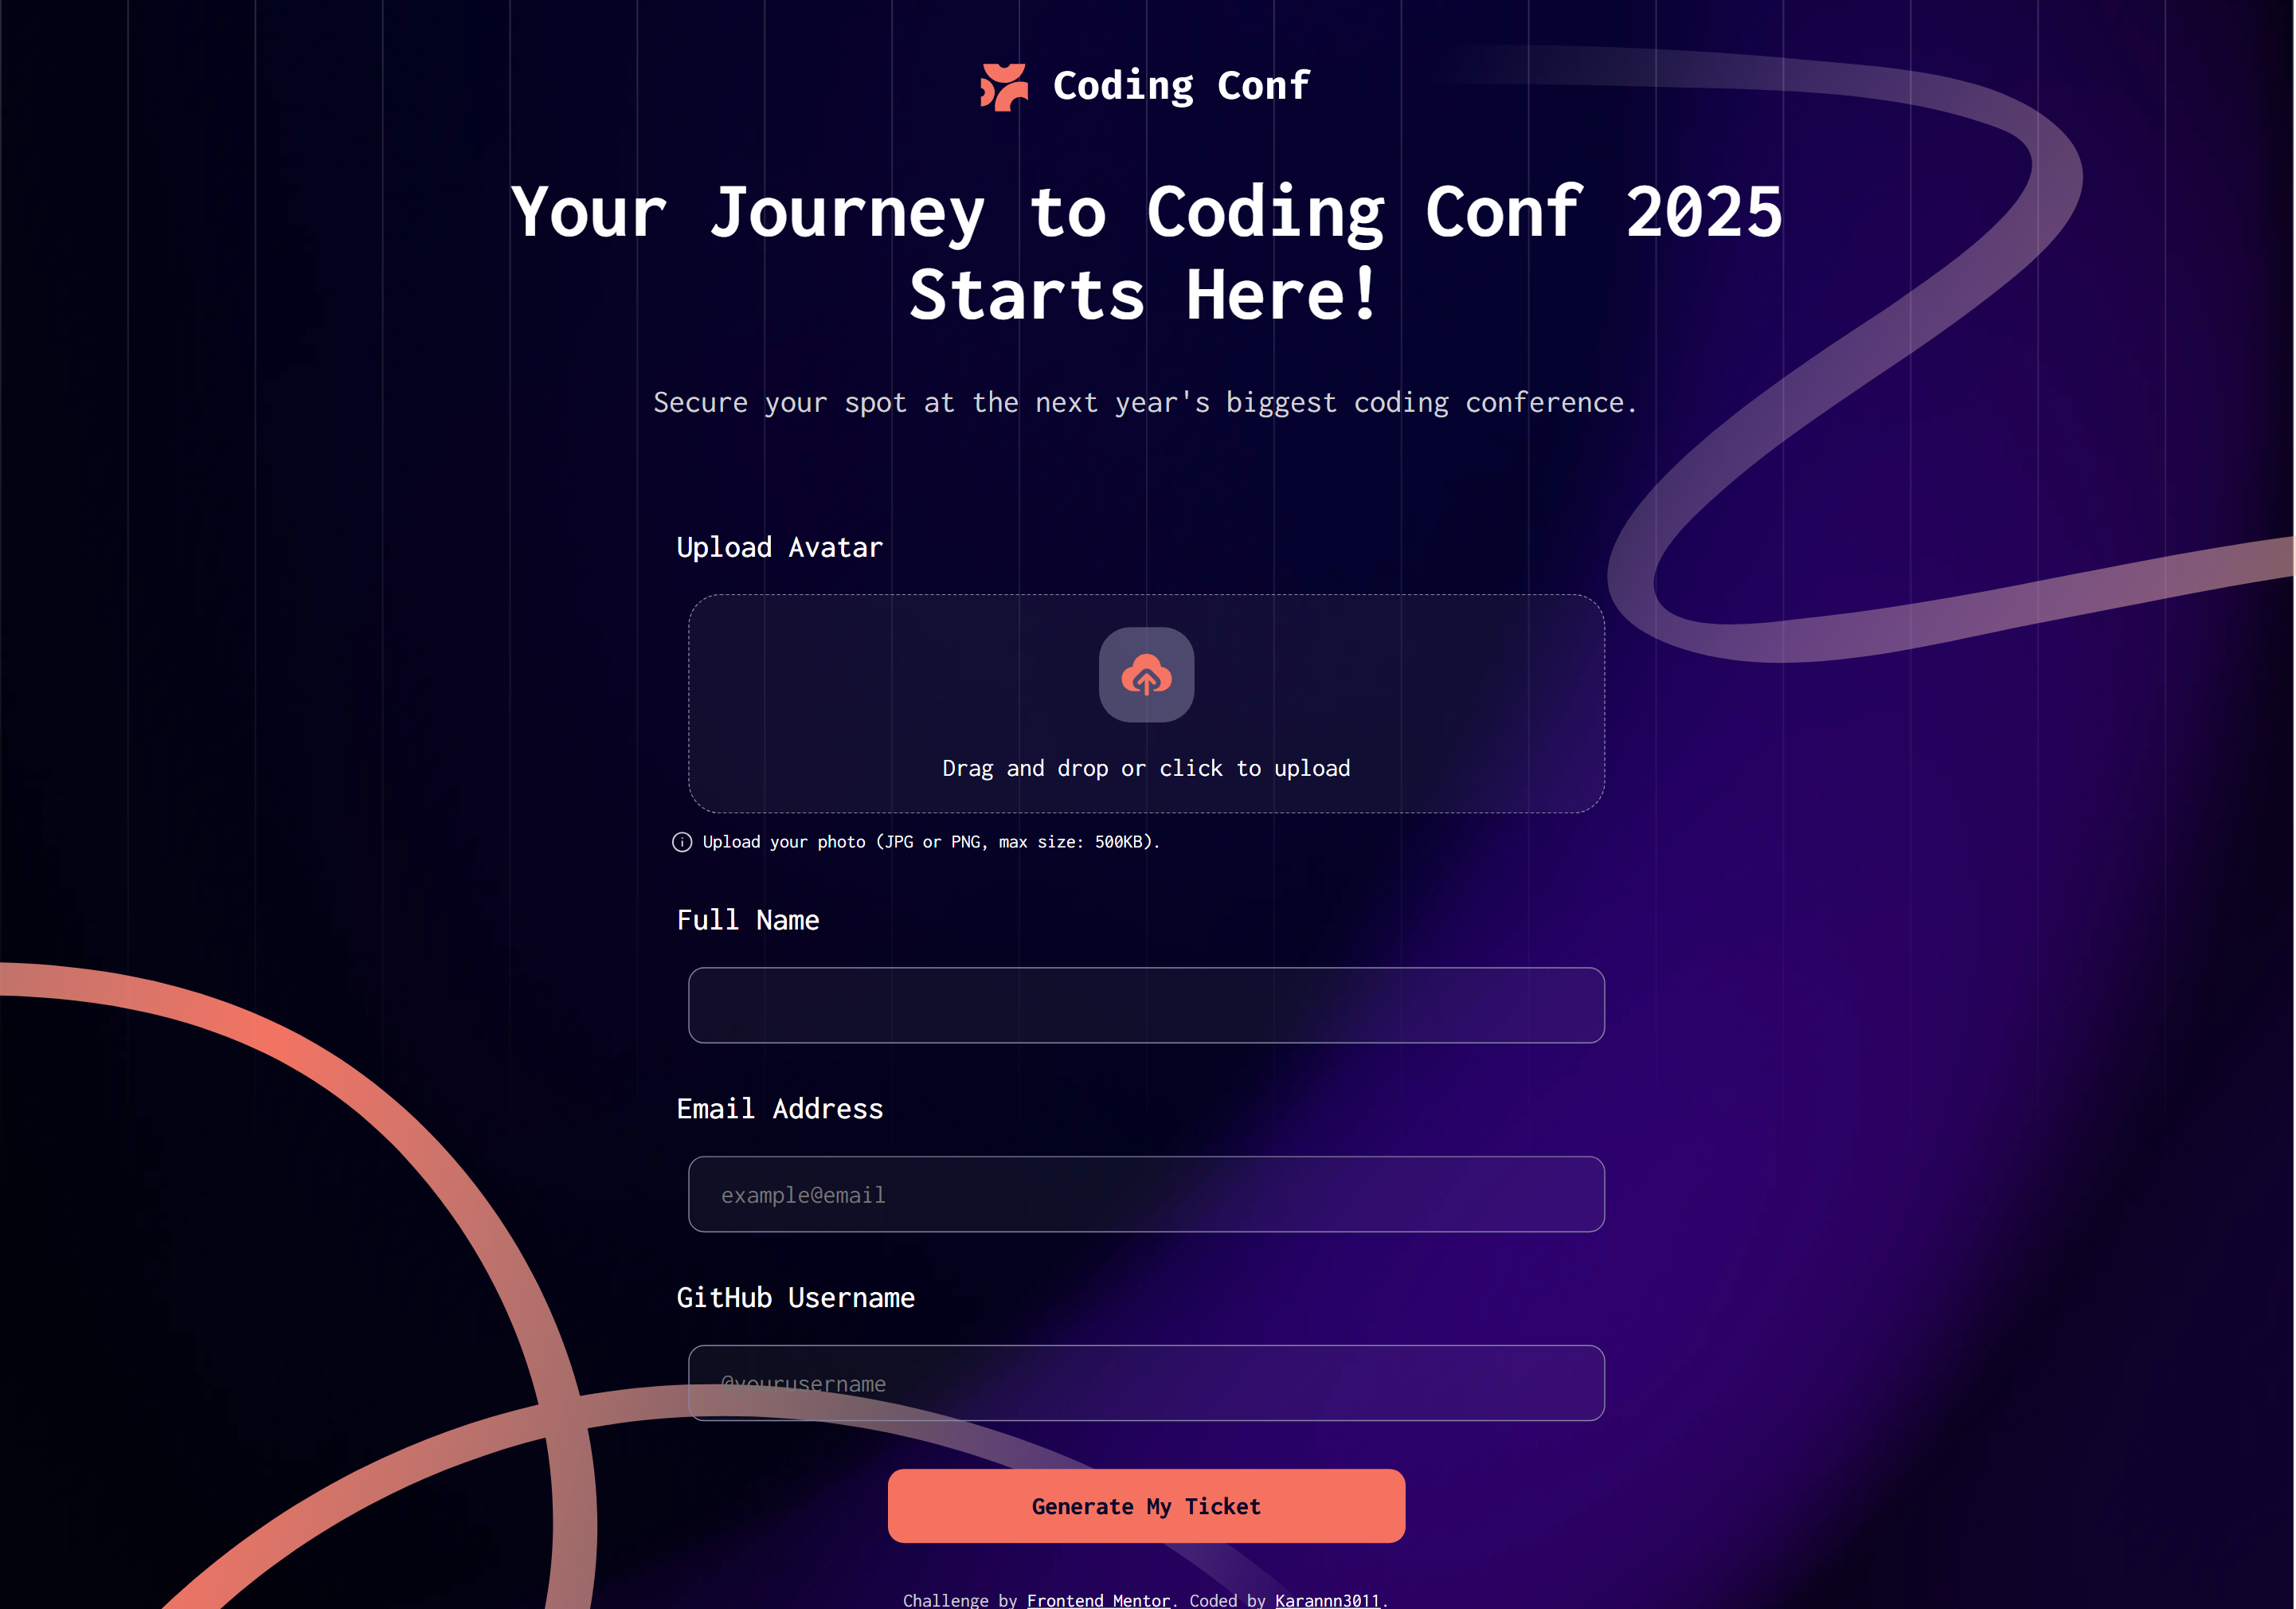 Coding Conf
Your Journey to Coding Conf 2025
Starts Here!
Secure your spot at the next year's biggest coding conference.
Upload Avatar
Drag and drop or click to upload
Upload your photo (JPG or PNG, max size: 500KB).
Full Name
Email Address
example@email
GitHub Username
@yourusername
Generate My Ticket
Challenge by Frontend Mentor. Coded by Karannn3011.